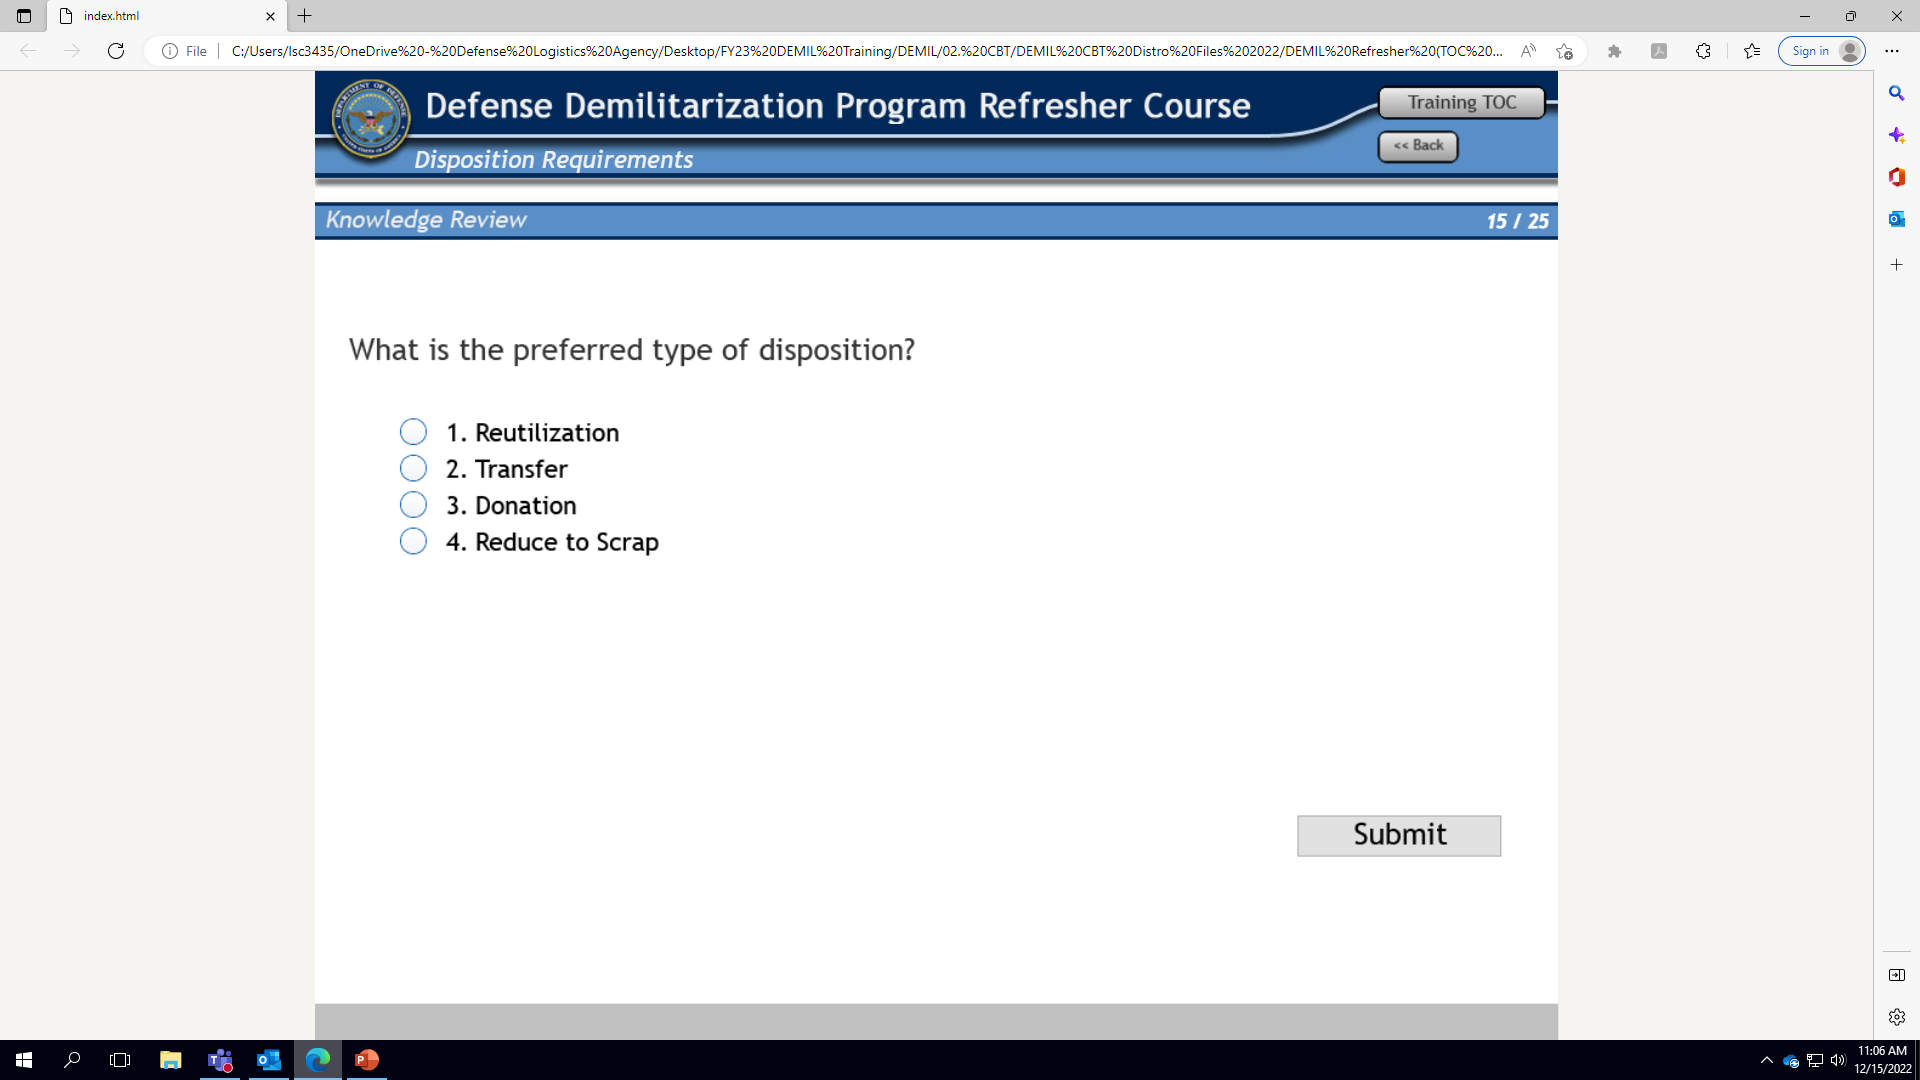 index.html
File
C:/Users/lsc3435/OneDrive%20-%20Defense%20Logistics%20Agency/Desktop/FY23%20DEMIL%20Training/DEMIL/02.%20CBT/DEMIL%20CBT%20Distro%20Files%202022/DEMIL%20Refresher%20(TOC%20...
Sign in
Defense Demilitarization Program Refresher Course
Training TOC
<< Back
Disposition Requirements
Knowledge Review
15 / 25
What is the preferred type of disposition?
1. Reutilization
2. Transfer
3. Donation
4. Reduce to Scrap
Submit
11:06 AM
12/15/2022